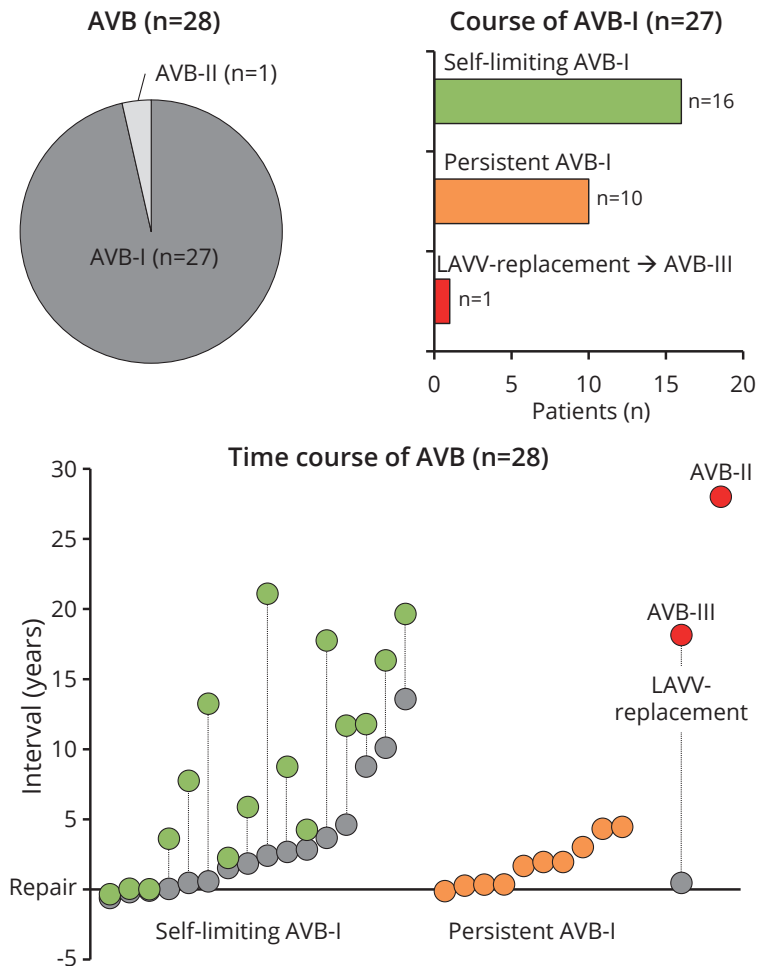 AVB (n=28)
AVB-II (n=1)
AVB-I (n=27)
Course of AVB-I (n=27)
Self-limiting AVB-I
n=16
Persistent AVB-I
n=10
LAVV-replacement → AVB-III
n=1
0 5 10 15 20
Patients (n)
Time course of AVB (n=28)
Interval (years)
30
25
20
15
10
5
Repair
-5
AVB-II
AVB-III
LAVV-
replacement
Self-limiting AVB-I
Persistent AVB-I